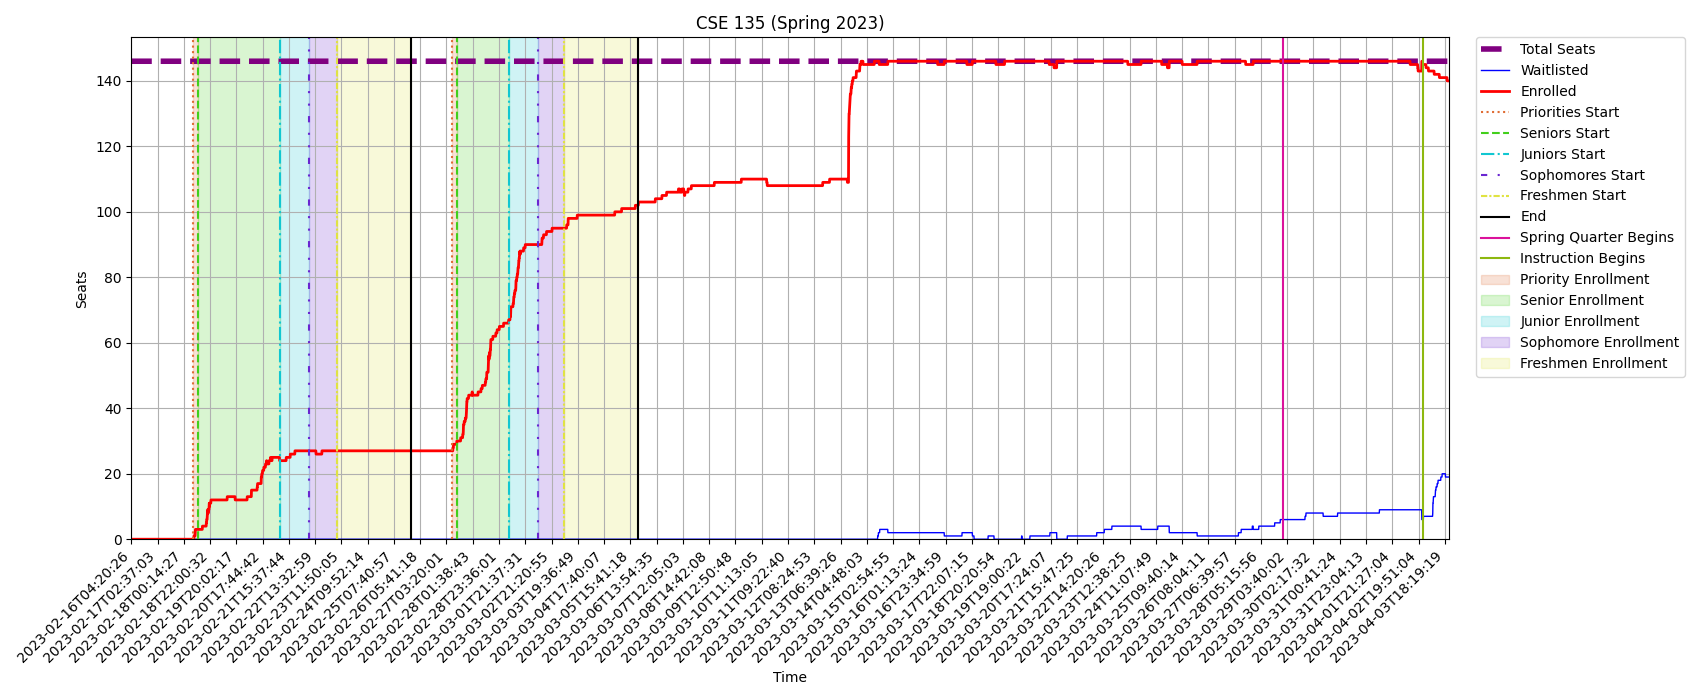 CSE 135 (Spring 2023)
Total Seats
Waitlisted
Enrolled
Priorities Start
Seniors Start
Juniors Start
Sophomores Start
Freshmen Start
End
Spring Quarter Begins
Instruction Begins
Priority Enrollment
Senior Enrollment
Junior Enrollment
Sophomore Enrollment
Freshmen Enrollment
Seats
140
120
100
80
60
40
20
0
2023-02-16T04:20:26
2023-02-17T02:37:03
2023-02-18T00:14:27
2023-02-18T22:00:32
2023-02-19T20:02:17
2023-02-20T17:44:42
2023-02-21T15:37:44
2023-02-22T13:32:59
2023-02-23T11:50:05
2023-02-24T09:52:14
2023-02-25T07:40:57
2023-02-26T05:41:18
2023-02-27T03:20:01
2023-02-28T01:38:43
2023-02-28T23:36:01
2023-03-01T21:37:31
2023-03-02T21:20:55
2023-03-03T19:36:49
2023-03-04T17:40:07
2023-03-05T15:41:18
2023-03-06T13:54:35
2023-03-07T12:05:03
2023-03-08T14:42:08
2023-03-09T12:50:48
2023-03-10T11:13:05
2023-03-11T09:22:40
2023-03-12T08:24:53
2023-03-13T06:39:26
2023-03-14T04:48:03
2023-03-15T02:54:55
2023-03-16T01:13:24
2023-03-16T23:34:59
2023-03-17T22:07:15
2023-03-18T20:20:54
2023-03-19T19:00:22
2023-03-20T17:24:07
2023-03-21T15:47:25
2023-03-22T14:20:26
2023-03-23T12:38:25
2023-03-24T11:07:49
2023-03-25T09:40:14
2023-03-26T08:04:11
2023-03-27T06:39:57
2023-03-28T05:15:56
2023-03-29T03:40:02
2023-03-30T02:17:32
2023-03-31T00:41:24
2023-03-31T23:04:13
2023-04-01T21:27:04
2023-04-02T19:51:04
2023-04-03T18:19:19
Time